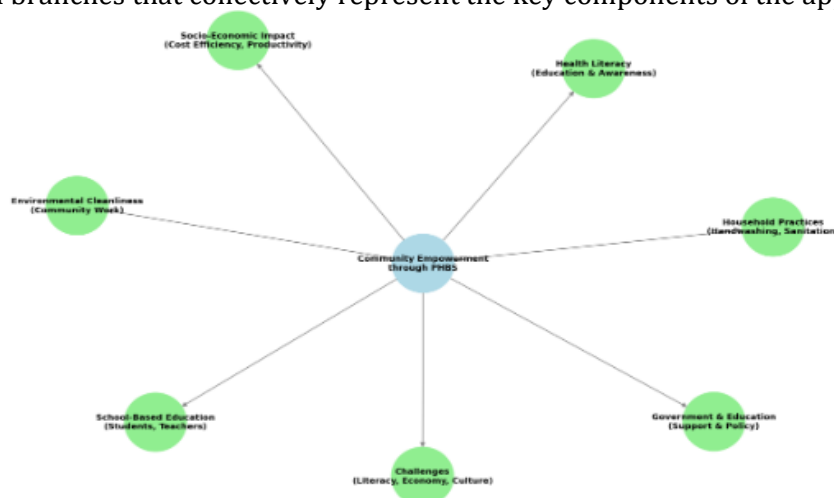 branches that collectively represent the key components of the
Socio-Economic Impact
(Cost Efficiency, Productivity)
Health Literacy
(Education & Awareness)
Environmental Cleanliness
(Community Work)
Household Practices
(Handwashing, Sanitation
Community Empowerment
through PHBS
School-Based Education
(Students, Teachers)
Government & Education
(Support & Policy)
Challenges
(Literacy, Economy, Culture)